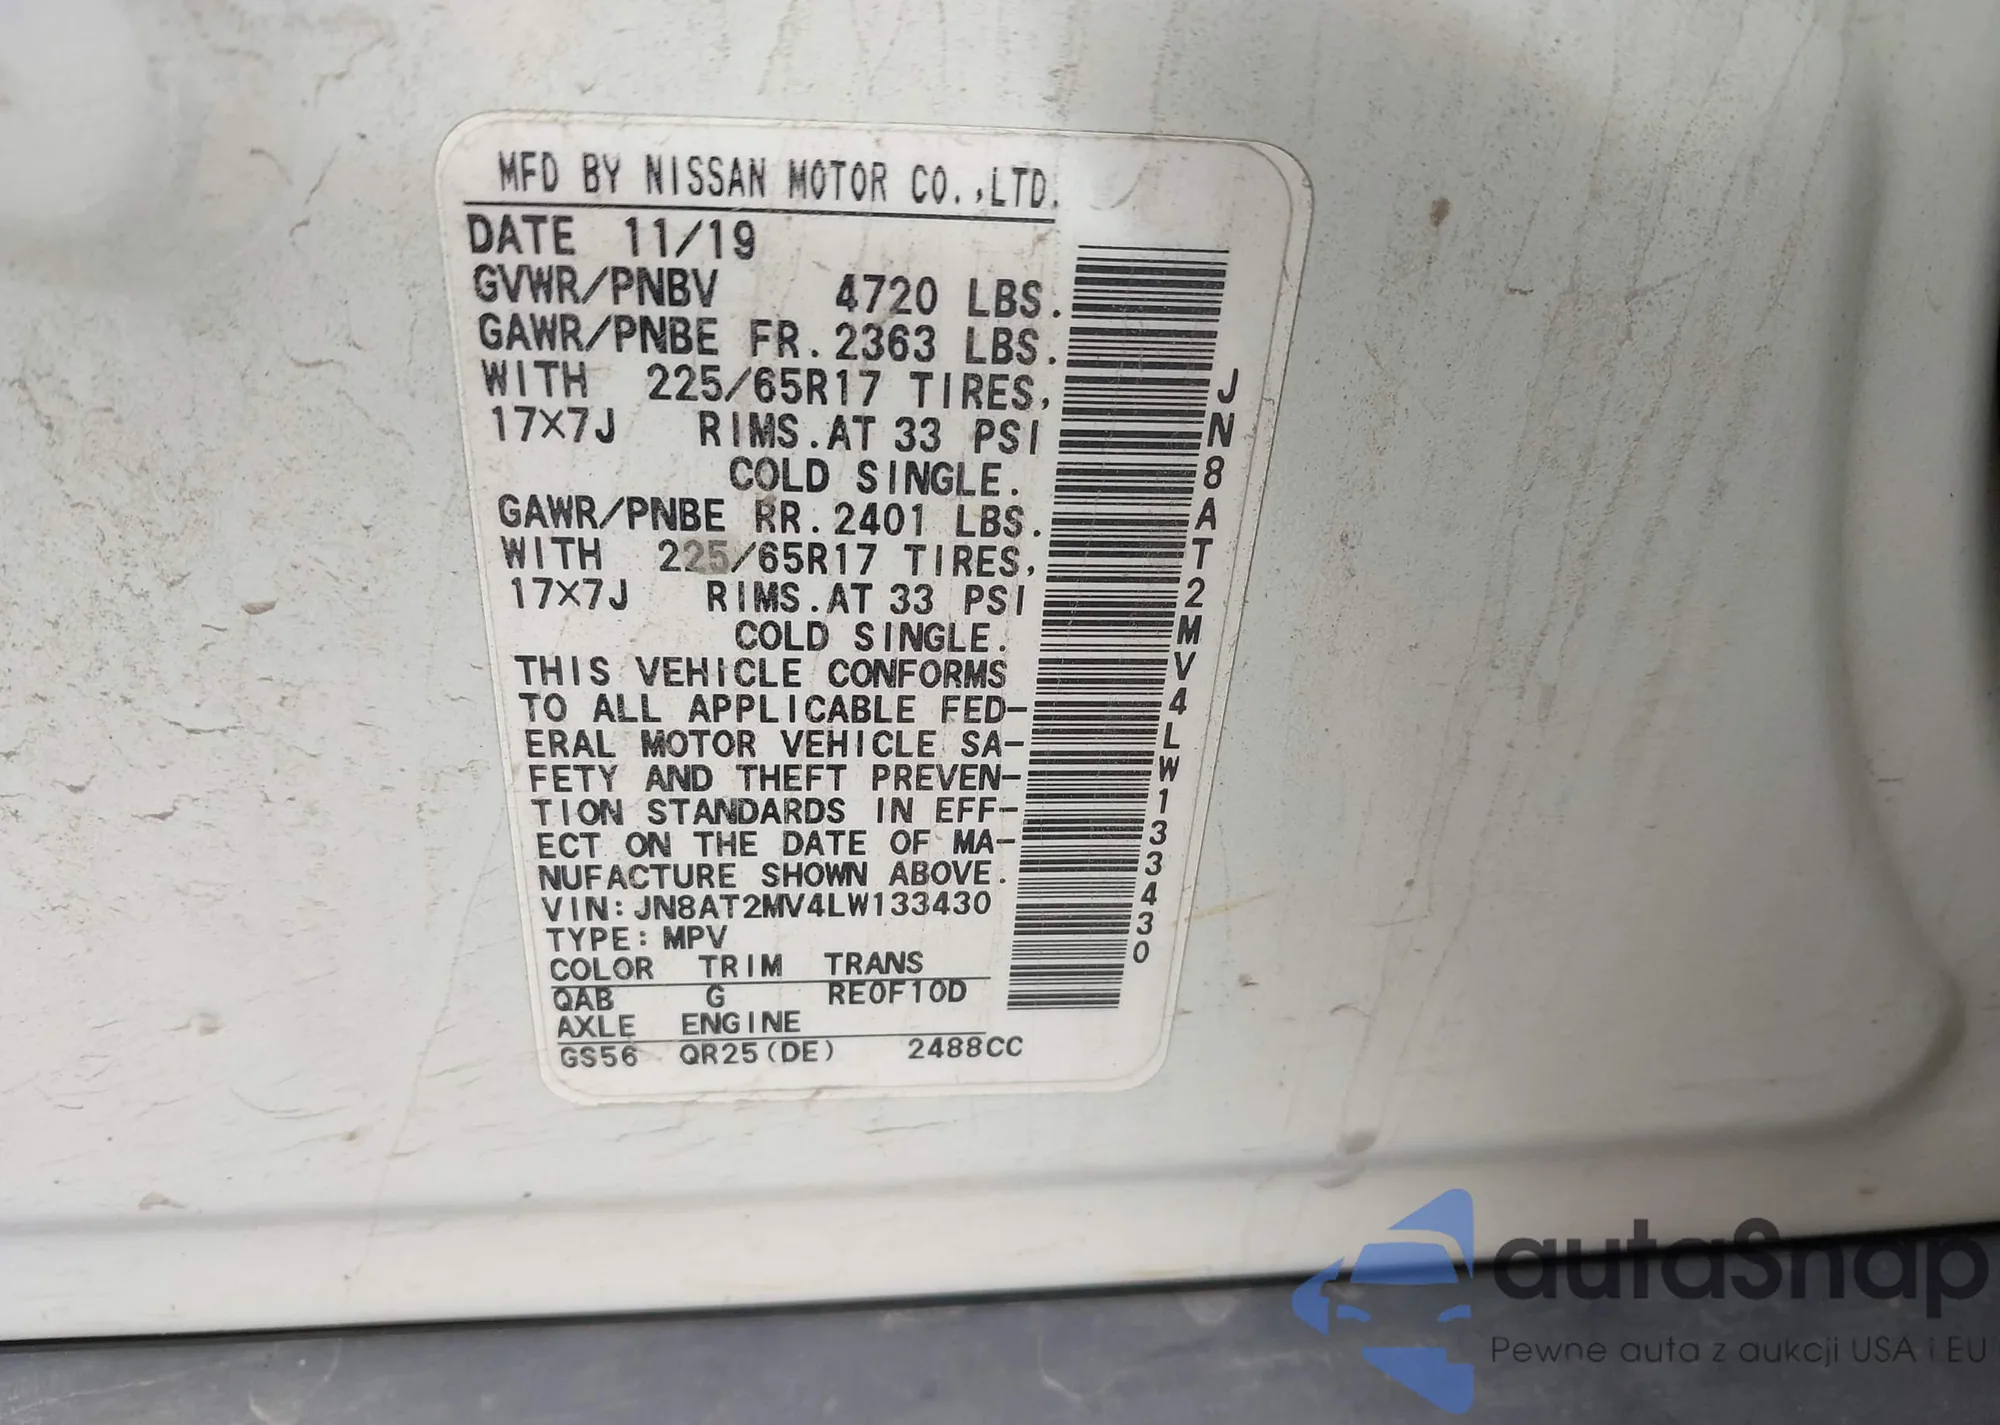 MFD BY NISSAN MOTOR CO.,LTD.
DATE 11/19
GVWR/PNBV 4720 LBS.
GAWR/PNBE FR.2363 LBS.
WITH 225/65R17 TIRES,
17X7J RIMS.AT 33 PSI
COLD SINGLE.
GAWR/PNBE RR.2401 LBS.
WITH 225/65R17 TIRES,
17X7J RIMS.AT 33 PSI
COLD SINGLE.
THIS VEHICLE CONFORMS
TO ALL APPLICABLE FED-
ERAL MOTOR VEHICLE SA-
FETY AND THEFT PREVEN-
TION STANDARDS IN EFF-
ECT ON THE DATE OF MA-
NUFACTURE SHOWN ABOVE.
VIN:JN8AT2MV4LW133430
TYPE:MPV
COLOR TRIM TRANS
QAB G RE0F10D
AXLE ENGINE
GS56 QR25(DE) 2488CC
JN8AT2MV4LW133430
autaSnap
Pewne auta z aukcji USA i EU